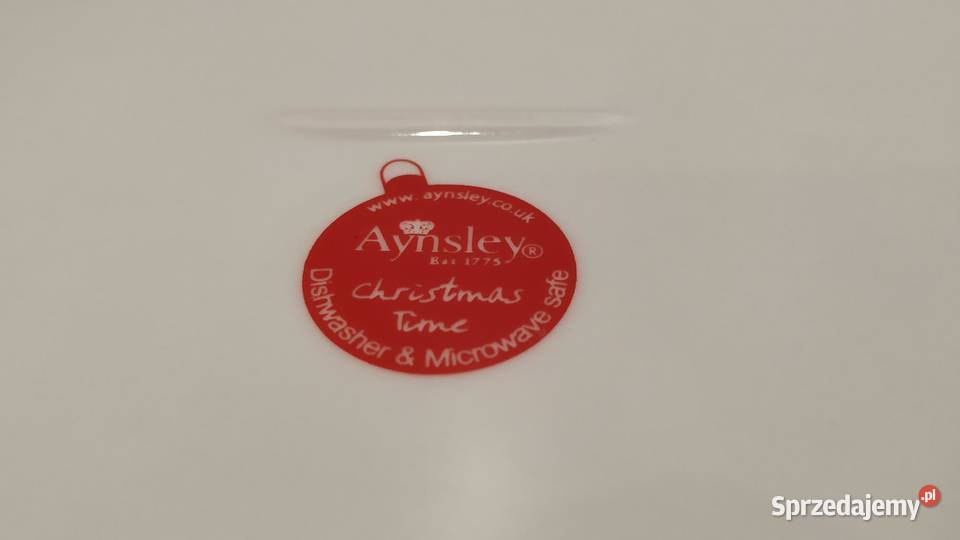 www.aynsley.co.uk
Aynsley®
Est 1775
Christmas
Time
Dishwasher & Microwave safe
Sprzedajemy.pl